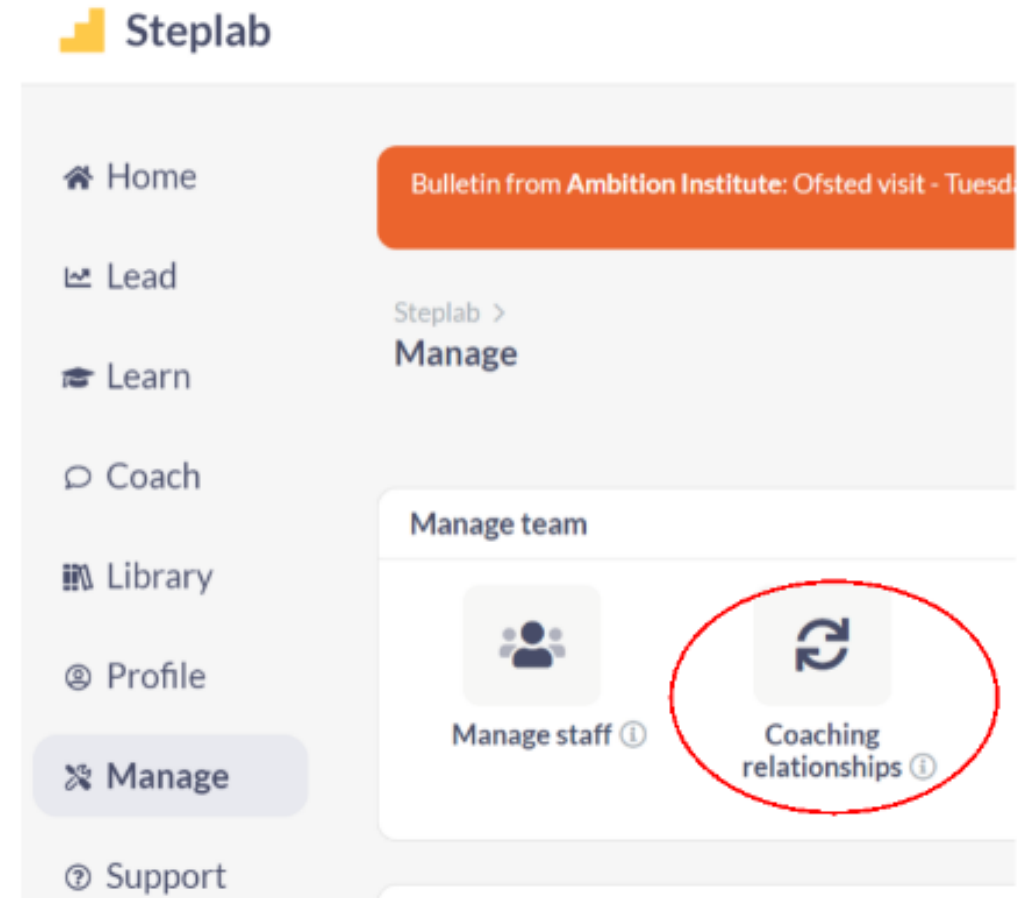 Steplab
Home
Lead
Learn
Coach
Library
Profile
Manage
Support
Bulletin from Ambition Institute: Ofsted visit - Tuesd
Steplab >
Manage
Manage team
Manage staff
Coaching
relationships